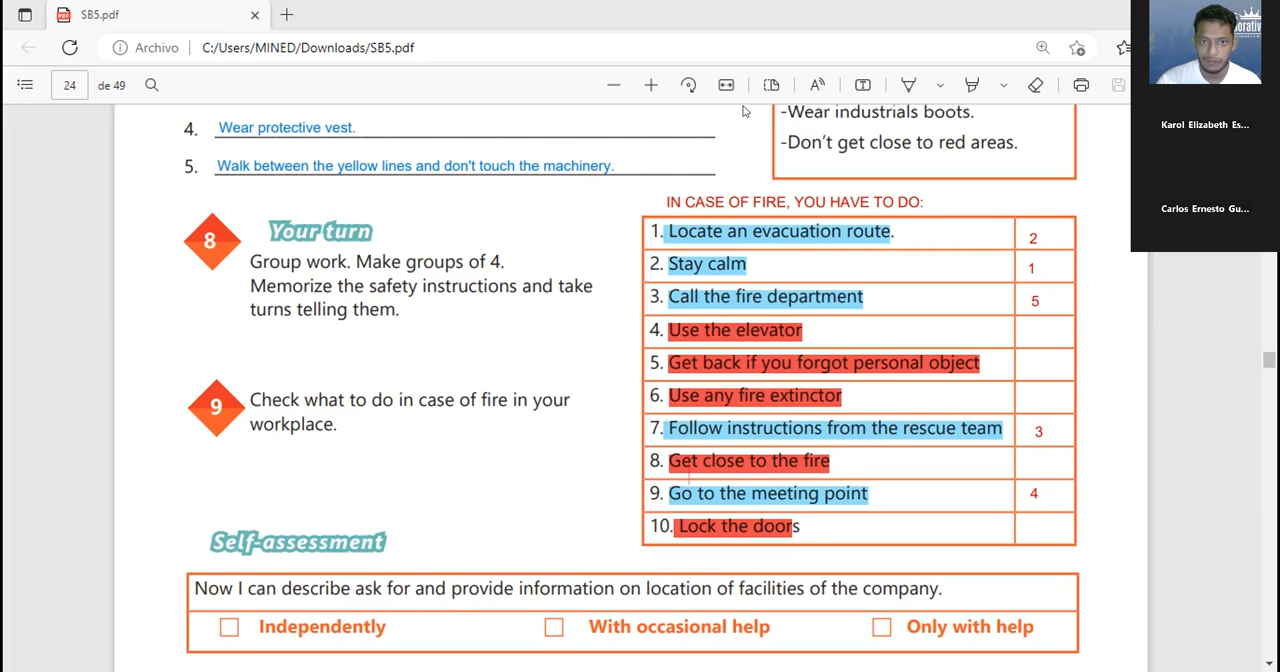 SB5.pdf
Archivo
C:/Users/MINED/Downloads/SB5.pdf
24
de 49
-Wear industrials boots.
-Don't get close to red areas.
4. Wear protective vest.
5. Walk between the yellow lines and don't touch the machinery.
8
Your turn
Group work. Make groups of 4.
Memorize the safety instructions and take
turns telling them.
9
Check what to do in case of fire in your
workplace.
IN CASE OF FIRE, YOU HAVE TO DO:
1. Locate an evacuation route. 2
2. Stay calm 1
3. Call the fire department 5
4. Use the elevator
5. Get back if you forgot personal object
6. Use any fire extinctor
7. Follow instructions from the rescue team 3
8. Get close to the fire
9. Go to the meeting point 4
10. Lock the doors
Self-assessment
Now I can describe ask for and provide information on location of facilities of the company.
Independently
With occasional help
Only with help
Karol Elizabeth Es...
Carlos Ernesto Gu...